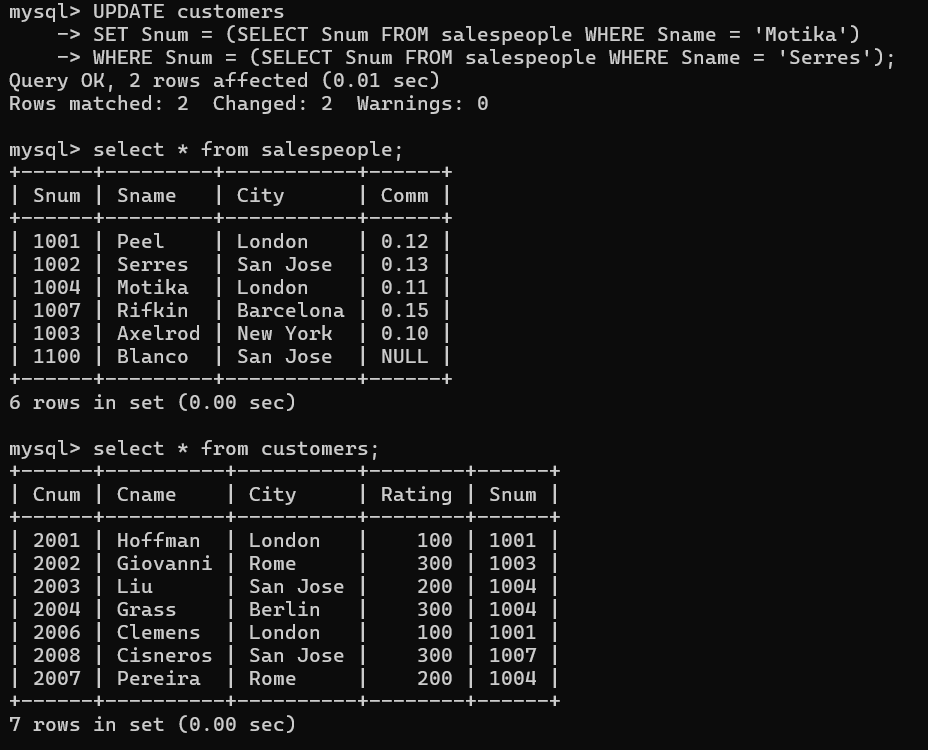 mysql> UPDATE customers
    -> SET Snum = (SELECT Snum FROM salespeople WHERE Sname = 'Motika')
    -> WHERE Snum = (SELECT Snum FROM salespeople WHERE Sname = 'Serres');
Query OK, 2 rows affected (0.01 sec)
Rows matched: 2  Changed: 2  Warnings: 0

mysql> select * from salespeople;
+------+---------+-----------+------+
| Snum | Sname   | City      | Comm |
+------+---------+-----------+------+
| 1001 | Peel    | London    | 0.12 |
| 1002 | Serres  | San Jose  | 0.13 |
| 1004 | Motika  | London    | 0.11 |
| 1007 | Rifkin  | Barcelona | 0.15 |
| 1003 | Axelrod | New York  | 0.10 |
| 1100 | Blanco  | San Jose  | NULL |
+------+---------+-----------+------+
6 rows in set (0.00 sec)

mysql> select * from customers;
+------+----------+----------+--------+------+
| Cnum | Cname    | City     | Rating | Snum |
+------+----------+----------+--------+------+
| 2001 | Hoffman  | London   |    100 | 1001 |
| 2002 | Giovanni | Rome     |    300 | 1003 |
| 2003 | Liu      | San Jose |    200 | 1004 |
| 2004 | Grass    | Berlin   |    300 | 1004 |
| 2006 | Clemens  | London   |    100 | 1001 |
| 2008 | Cisneros | San Jose |    300 | 1007 |
| 2007 | Pereira  | Rome     |    200 | 1004 |
+------+----------+----------+--------+------+
7 rows in set (0.00 sec)